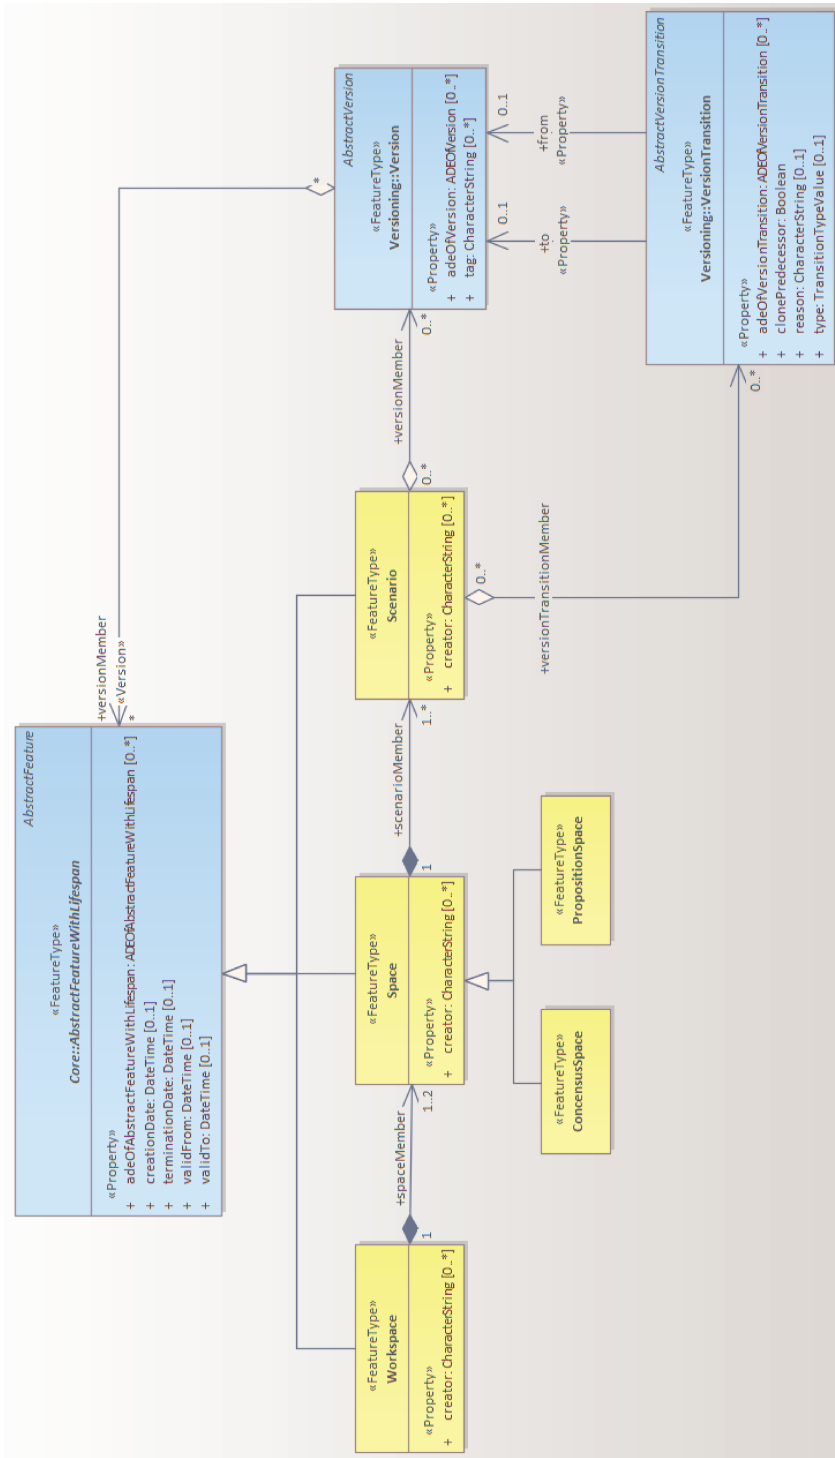 AbstractFeature
«FeatureType»
Core::AbstractFeatureWithLifespan
«Property»
+ adeOfAbstractFeatureWithLifespan: ADEOfAbstractFeatureWithLifespan [0..*]
+ creationDate: DateTime [0..1]
+ terminationDate: DateTime [0..1]
+ validFrom: DateTime [0..1]
+ validTo: DateTime [0..1]
+versionMember
«Version»
*
*
«FeatureType»
Workspace
«Property»
+ creator: CharacterString [0..*]
1
+spaceMember
1..2
«FeatureType»
Space
«Property»
+ creator: CharacterString [0..*]
1
+scenarioMember
1..*
«FeatureType»
Scenario
«Property»
+ creator: CharacterString [0..*]
0..*
+versionMember
0..*
AbstractVersion
«FeatureType»
Versioning::Version
«Property»
+ adeOfVersion: ADEOfVersion [0..*]
+ tag: CharacterString [0..*]
«FeatureType»
ConcensusSpace
«FeatureType»
PropositionSpace
0..*
+versionTransitionMember
0..*
0..1
+to
«Property»
0..1
+from
«Property»
AbstractVersionTransition
«FeatureType»
Versioning::VersionTransition
«Property»
+ adeOfVersionTransition: ADEOfVersionTransition [0..*]
+ clonePredecessor: Boolean
+ reason: CharacterString [0..1]
+ type: TransitionTypeValue [0..1]